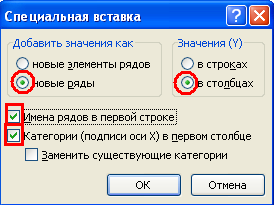 Специальная вставка
Добавить значения как
новые элементы рядов
новые ряды
Значения (Y)
в строках
в столбцах
Имена рядов в первой строке
Категории (подписи оси X) в первом столбце
Заменить существующие категории
ОК
Отмена